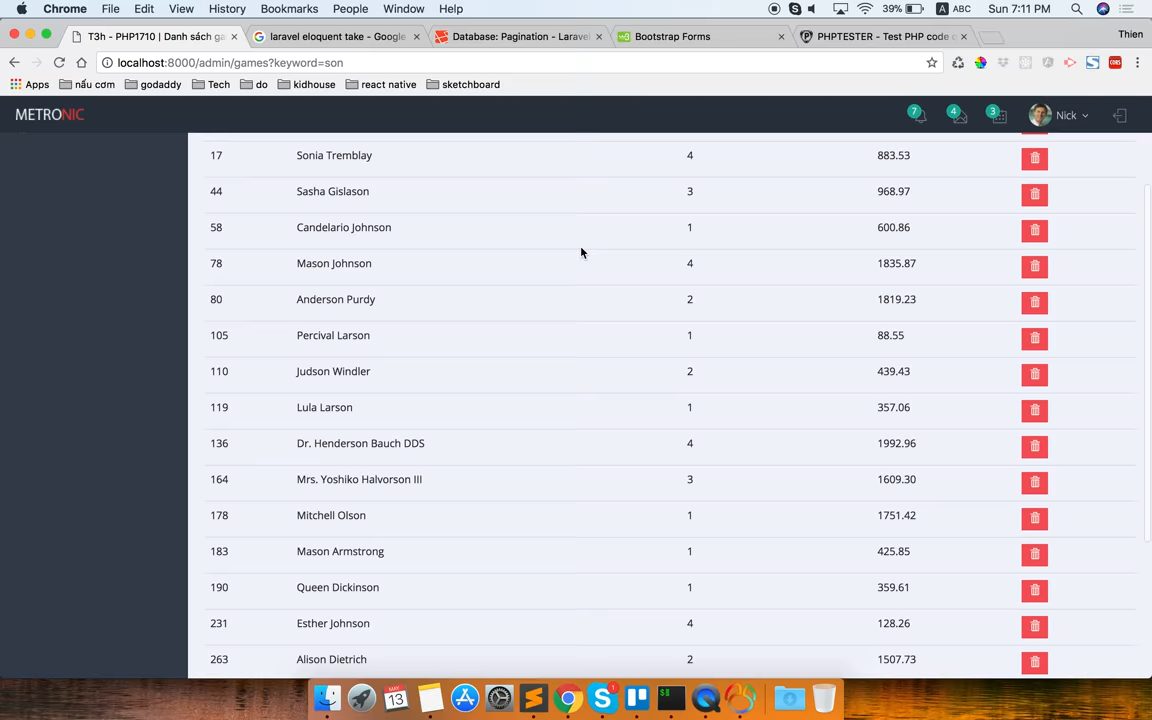 Chrome File Edit View History Bookmarks People Window Help 39% A ABC Sun 7:11 PM
T3h - PHP1710 | Danh sách ga × laravel eloquent take - Google × Database: Pagination - Laravel × Bootstrap Forms × PHPTESTER - Test PHP code o × Thien
localhost:8000/admin/games?keyword=son
Apps nấu cơm godaddy Tech do kidhouse react native sketchboard
METRONIC 7 4 3 Nick
17 Sonia Tremblay 4 883.53
44 Sasha Gislason 3 968.97
58 Candelario Johnson 1 600.86
78 Mason Johnson 4 1835.87
80 Anderson Purdy 2 1819.23
105 Percival Larson 1 88.55
110 Judson Windler 2 439.43
119 Lula Larson 1 357.06
136 Dr. Henderson Bauch DDS 4 1992.96
164 Mrs. Yoshiko Halvorson III 3 1609.30
178 Mitchell Olson 1 1751.42
183 Mason Armstrong 1 425.85
190 Queen Dickinson 1 359.61
231 Esther Johnson 4 128.26
263 Alison Dietrich 2 1507.73
MAY
13
1